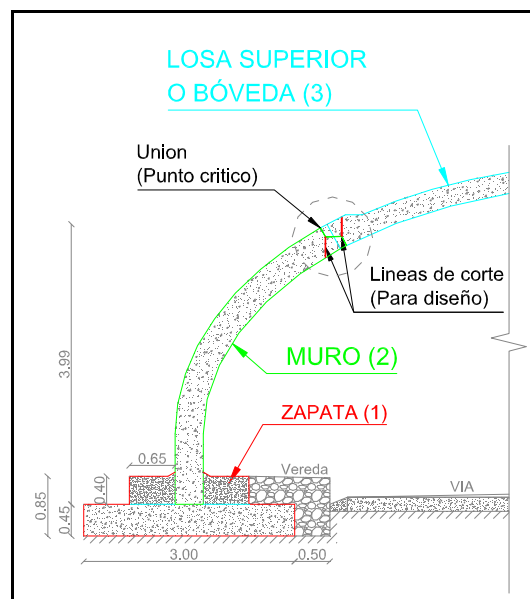 LOSA SUPERIOR
O BÓVEDA (3)
Union
(Punto critico)
Lineas de corte
(Para diseño)
MURO (2)
3.99
ZAPATA (1)
0.65
Vereda
VIA
0.85
0.40
0.45
3.00
0.50